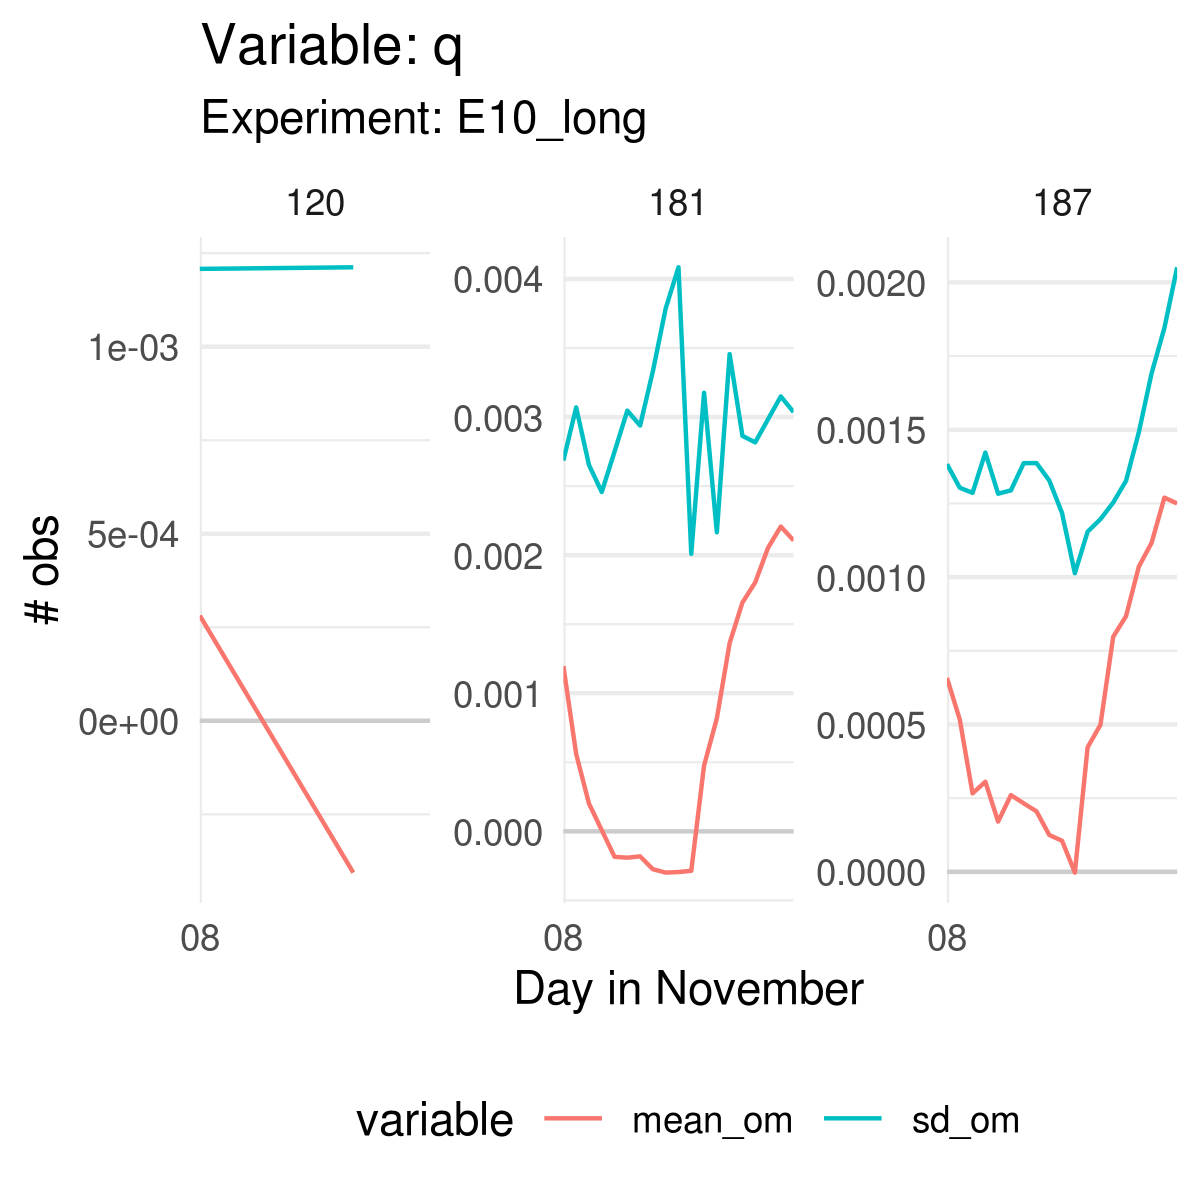 Variable: q
Experiment: E10_long
120
181
187
# obs
1e-03
5e-04
0e+00
0.004
0.003
0.002
0.001
0.000
0.0020
0.0015
0.0010
0.0005
0.0000
08
08
08
Day in November
variable mean_om sd_om